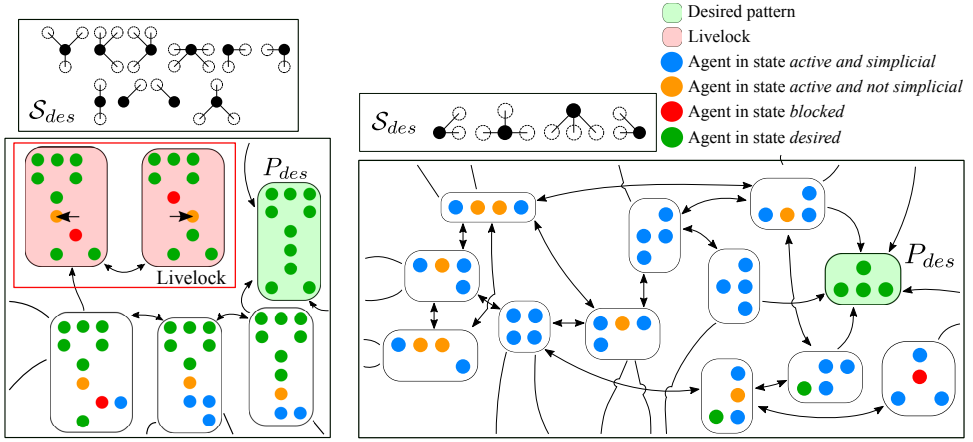 Desired pattern
Livelock
Agent in state active and simplicial
Agent in state active and not simplicial
Agent in state blocked
Agent in state desired
S_des
S_des
P_des
Livelock
P_des